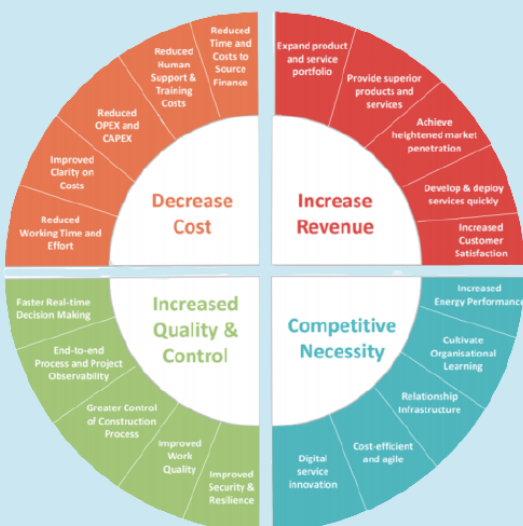 Reduced
Time and
Costs to
Source
Finance
Reduced
Human
Support &
Training
Costs
Reduced
OPEX and
CAPEX
Improved
Clarity on
Costs
Reduced
Working Time and
Effort
Decrease
Cost
Expand product
and service
portfolio
Provide superior
products and
services
Achieve
heightened market
penetration
Develop & deploy
services quickly
Increased
Customer
Satisfaction
Increase
Revenue
Faster Real-time
Decision Making
End-to-end
Process and Project
Observability
Greater Control
of Construction
Process
Improved
Work
Quality
Improved
Security &
Resilience
Increased
Quality &
Control
Increased
Energy Performance
Cultivate
Organisational
Learning
Relationship
Infrastructure
Cost-efficient
and agile
Digital
service
innovation
Competitive
Necessity